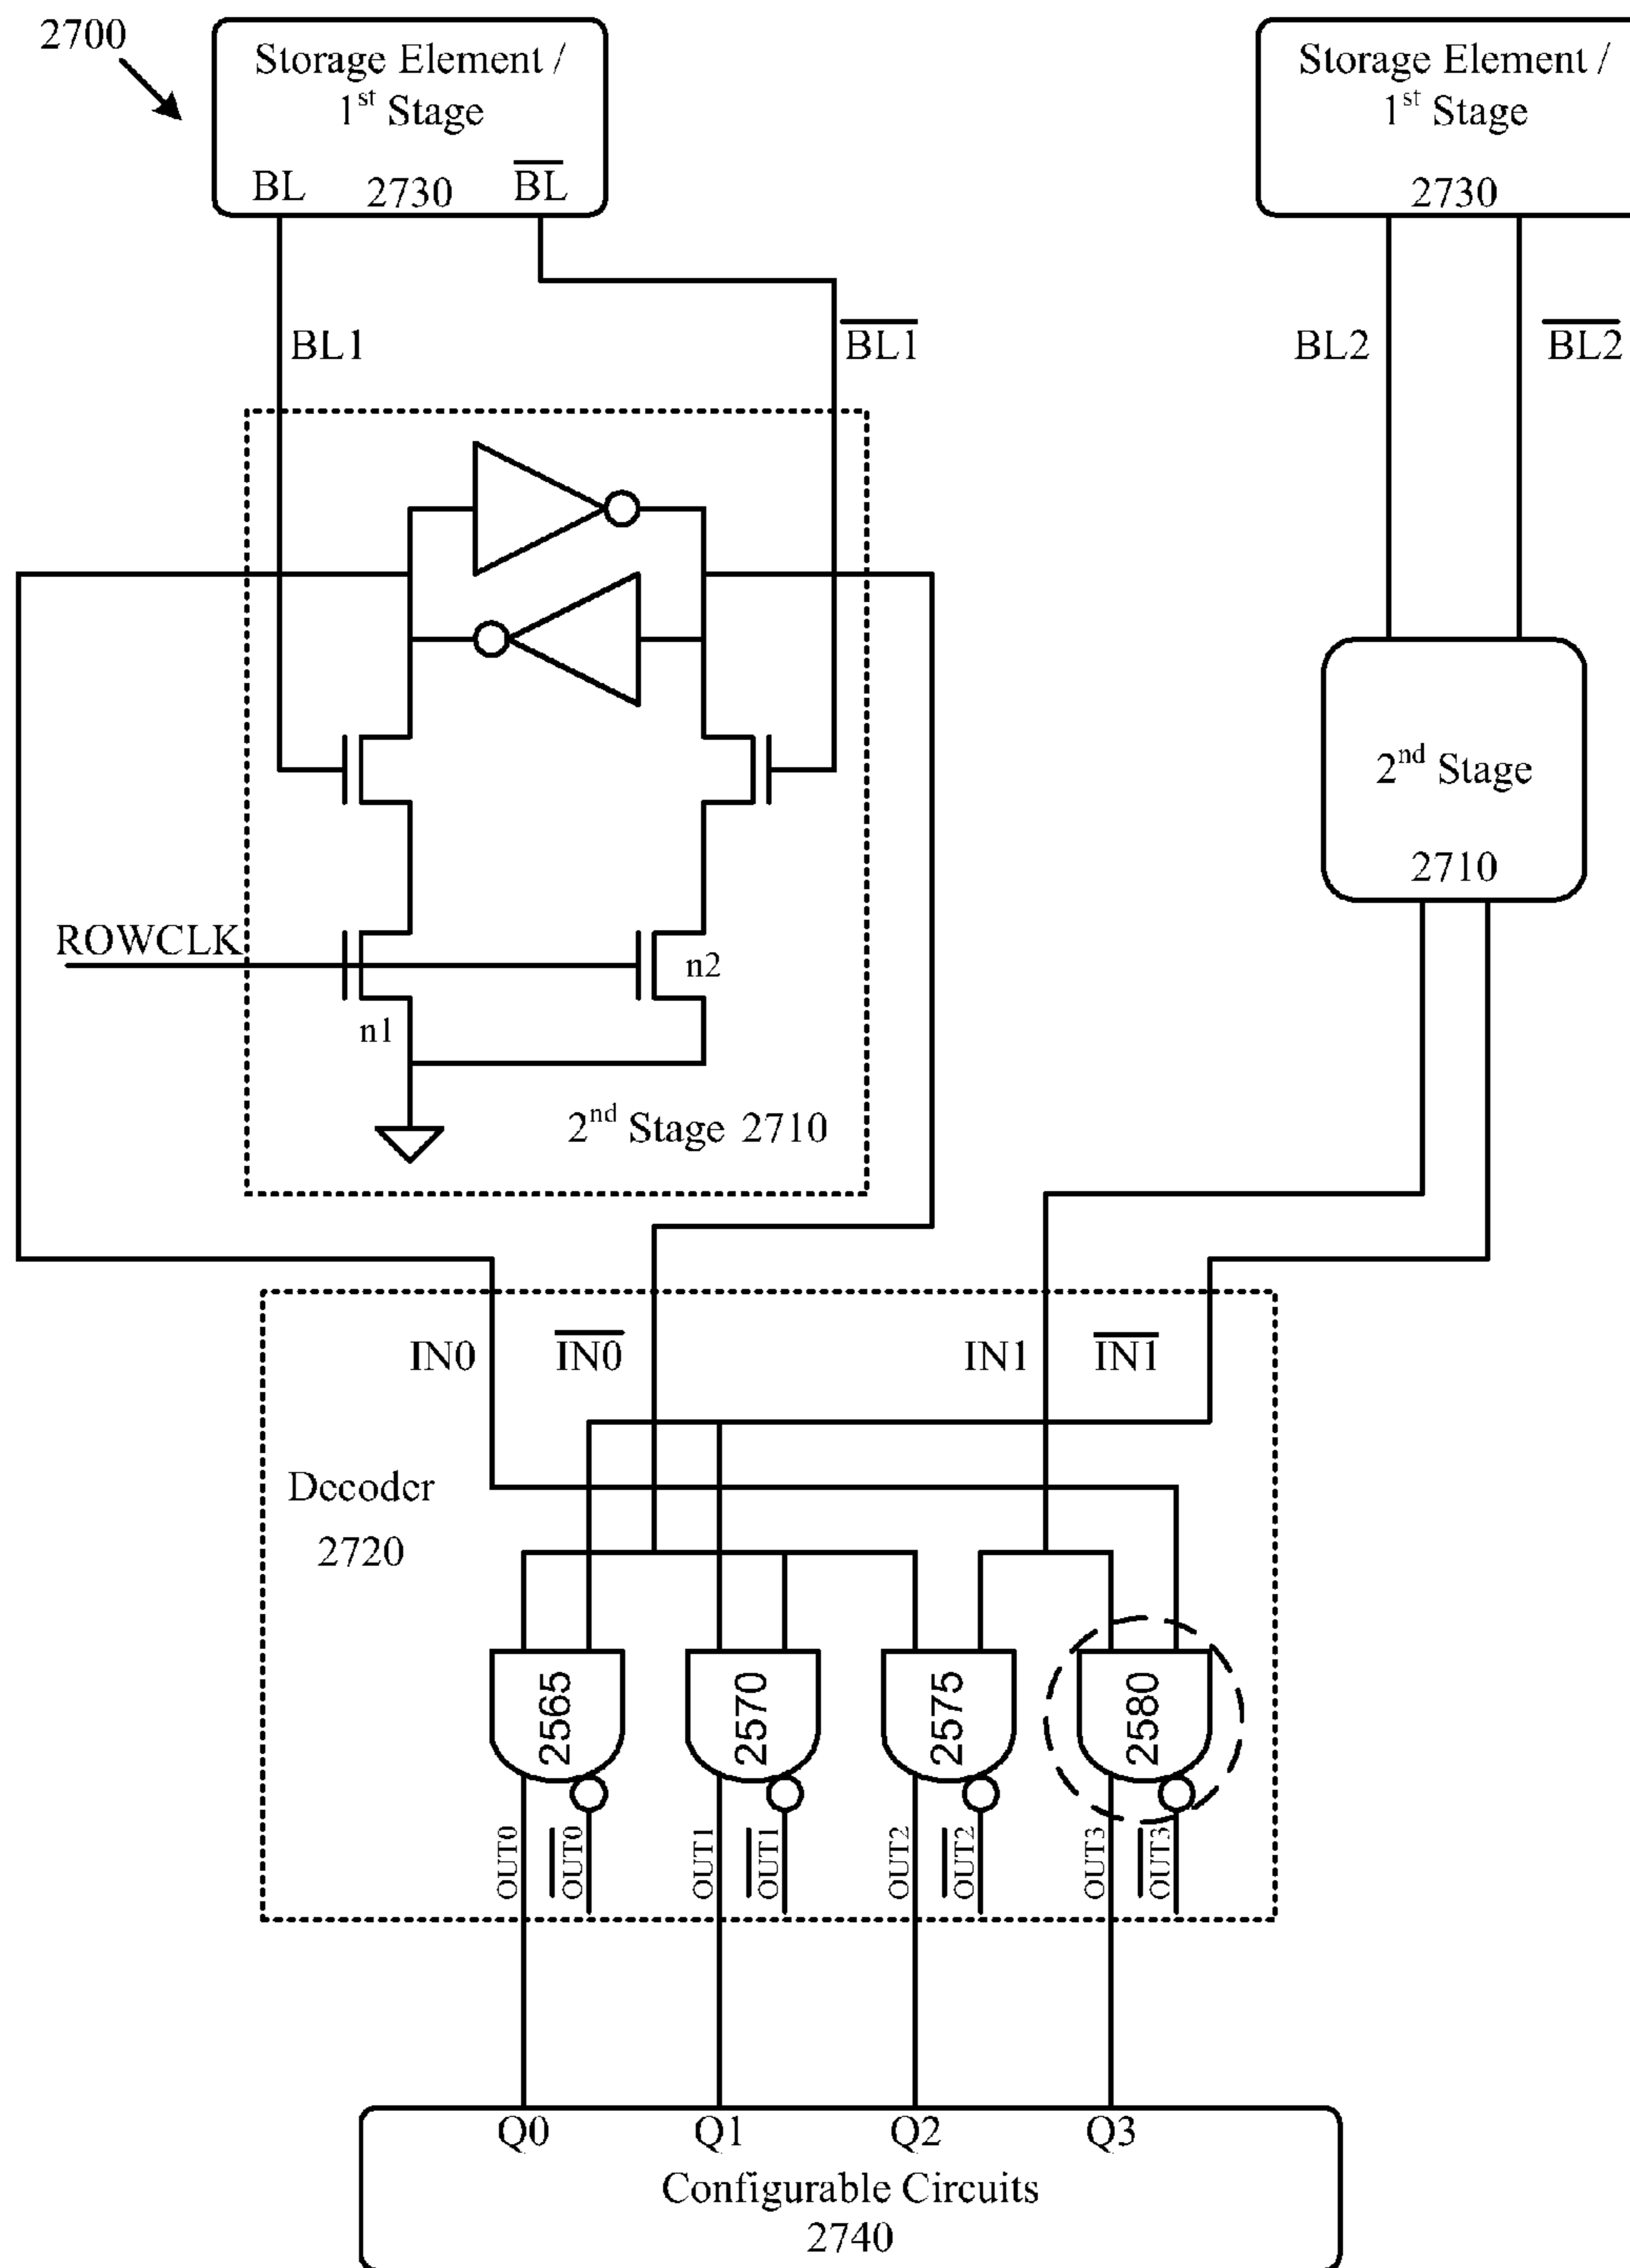 2700
Storage Element /
1st Stage
BL
2730
BL
Storage Element /
1st Stage
2730
BL1
BL1
BL2
BL2
2nd Stage
2710
ROWCLK
n2
n1
2nd Stage 2710
IN0
IN0
IN1
IN1
Decoder
2720
2565
2570
2575
2580
OUT0
OUT0
OUT1
OUT1
OUT2
OUT2
OUT3
OUT3
Q0
Q1
Q2
Q3
Configurable Circuits
2740